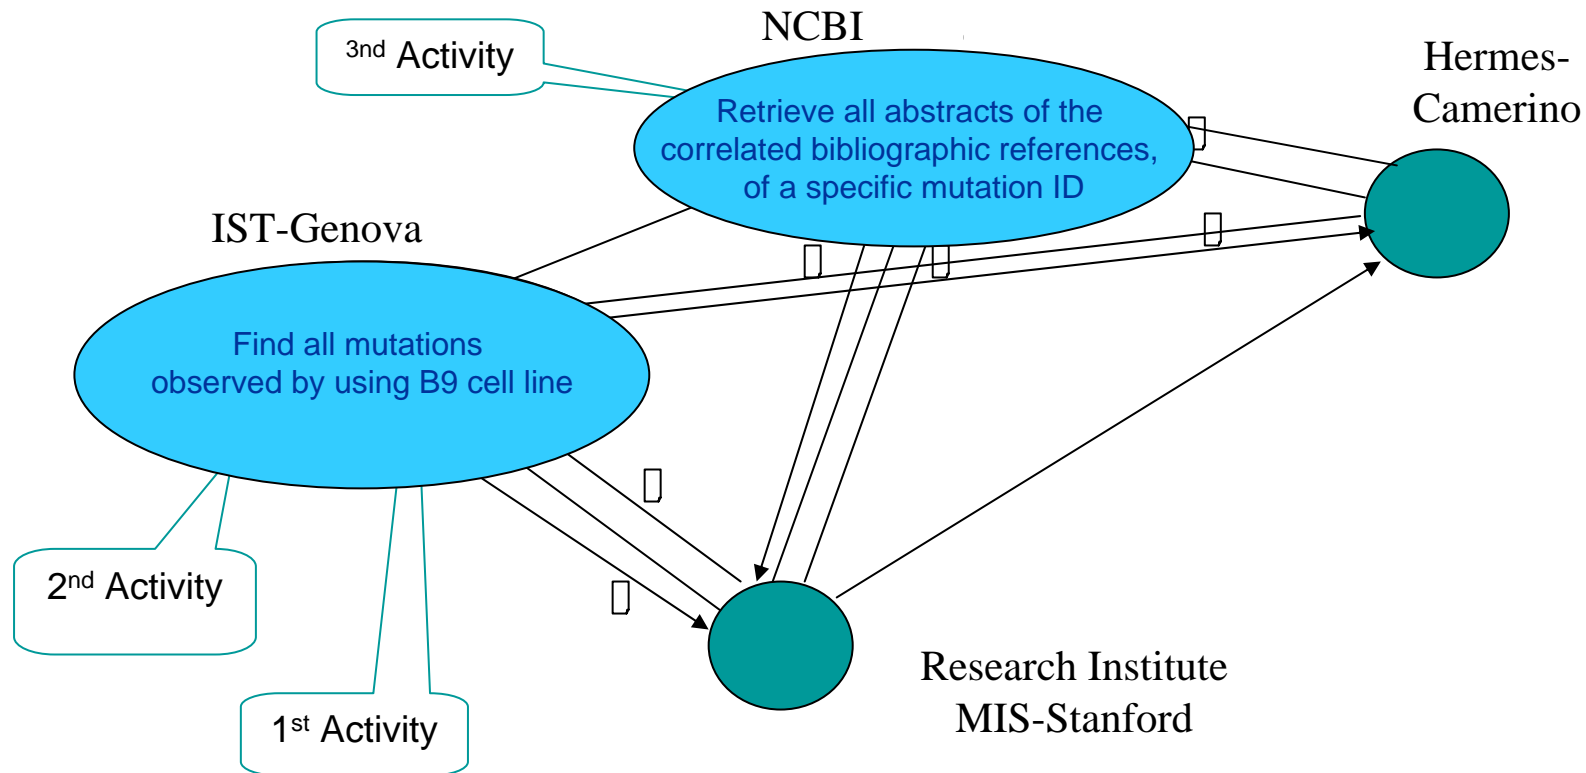 NCBI
3nd Activity
Hermes-
Camerino
Retrieve all abstracts of the
correlated bibliographic references,
of a specific mutation ID
IST-Genova
Find all mutations
observed by using B9 cell line
2nd Activity
1st Activity
Research Institute
MIS-Stanford